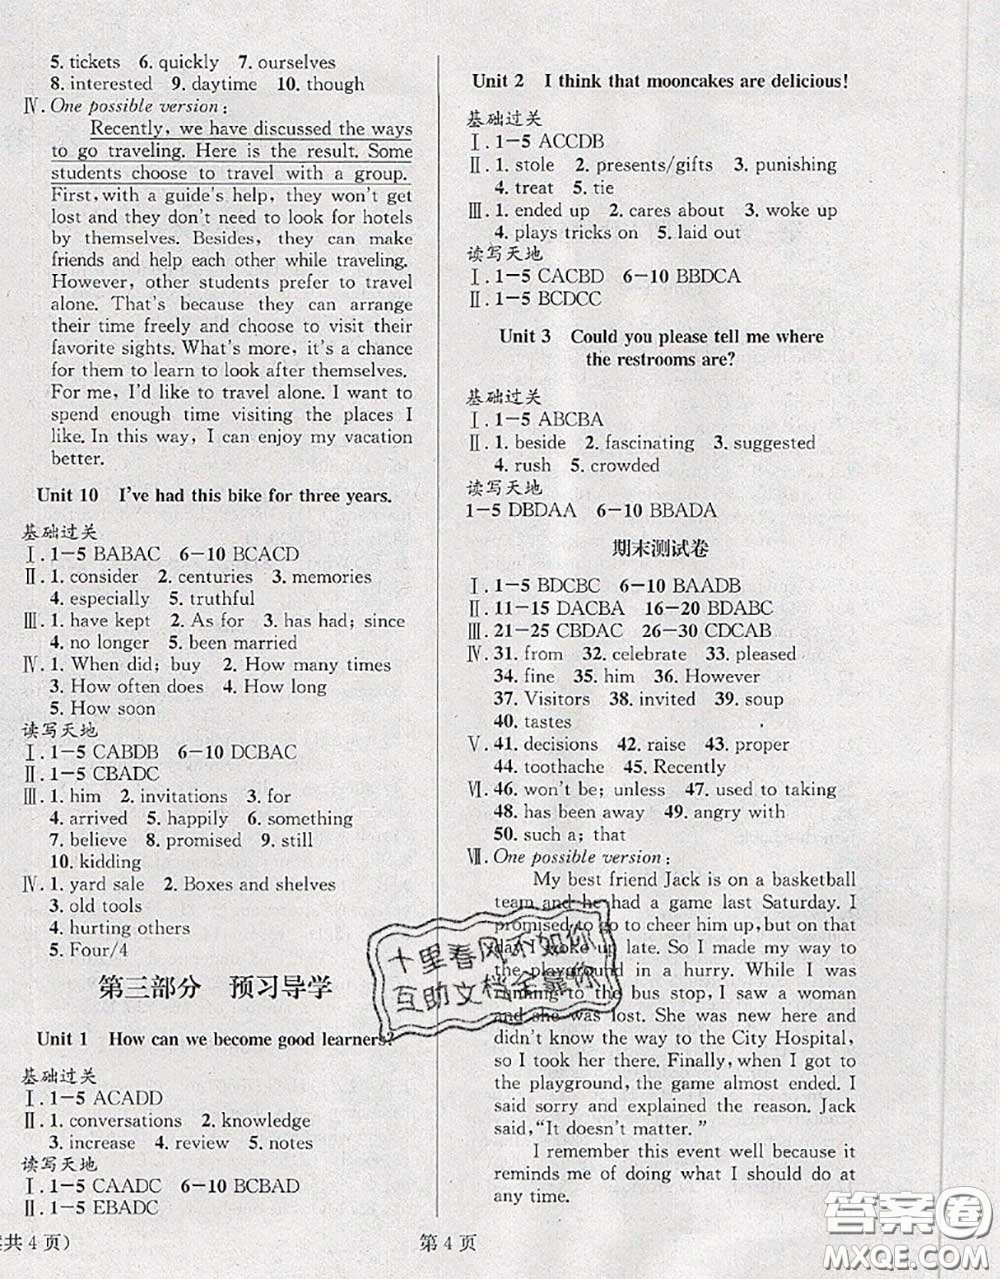 5. tickets 6. quickly 7. ourselves
8. interested 9. daytime 10. though
Ⅳ. One possible version:
Recently, we have discussed the ways
to go traveling. Here is the result. Some
students choose to travel with a group.
First, with a guide's help, they won't get
lost and they don't need to look for hotels
by themselves. Besides, they can make
friends and help each other while traveling.
However, other students prefer to travel
alone. That's because they can arrange
their time freely and choose to visit their
favorite sights. What's more, it's a chance
for them to learn to look after themselves.
For me, I'd like to travel alone. I want to
spend enough time visiting the places I
like. In this way, I can enjoy my vacation
better.
Unit 10 I've had this bike for three years.
基础过关
Ⅰ. 1-5 BABAC 6-10 BCACD
Ⅱ. 1. consider 2. centuries 3. memories
4. especially 5. truthful
Ⅲ. 1. have kept 2. As for 3. has had; since
4. no longer 5. been married
Ⅳ. 1. When did; buy 2. How many times
3. How often does 4. How long
5. How soon
读写天地
Ⅰ. 1-5 CABDB 6-10 DCBAC
Ⅱ. 1-5 CBADC
Ⅲ. 1. him 2. invitations 3. for
4. arrived 5. happily 6. something
7. believe 8. promised 9. still
10. kidding
Ⅳ. 1. yard sale 2. Boxes and shelves
3. old tools
4. hurting others
5. Four/4
第三部分 预习导学
Unit 1 How can we become good learners?
基础过关
Ⅰ. 1-5 ACADD
Ⅱ. 1. conversations 2. knowledge
3. increase 4. review 5. notes
读写天地
Ⅰ. 1-5 CAADC 6-10 BCBAD
Ⅱ. 1-5 EBADC
共 4 页)
第 4 页
Unit 2 I think that mooncakes are delicious!
基础过关
Ⅰ. 1-5 ACCDB
Ⅱ. 1. stole 2. presents/gifts 3. punishing
4. treat 5. tie
Ⅲ. 1. ended up 2. cares about 3. woke up
4. plays tricks on 5. laid out
读写天地
Ⅰ. 1-5 CACBD 6-10 BBDCA
Ⅱ. 1-5 BCDCC
Unit 3 Could you please tell me where
the restrooms are?
基础过关
Ⅰ. 1-5 ABCBA
Ⅱ. 1. beside 2. fascinating 3. suggested
4. rush 5. crowded
读写天地
1-5 DBDAA 6-10 BBADA
期末测试卷
Ⅰ. 1-5 BDCBC 6-10 BAADB
Ⅱ. 11-15 DACBA 16-20 BDABC
Ⅲ. 21-25 CBDAC 26-30 CDCAB
Ⅳ. 31. from 32. celebrate 33. pleased
34. fine 35. him 36. However
37. Visitors 38. invited 39. soup
40. tastes
Ⅴ. 41. decisions 42. raise 43. proper
44. toothache 45. Recently
Ⅵ. 46. won't be; unless 47. used to taking
48. has been away 49. angry with
50. such a; that
Ⅶ. One possible version:
My best friend Jack is on a basketball
team and he had a game last Saturday. I
promised to go to cheer him up, but on that
day I woke up late. So I made my way to
the playground in a hurry. While I was
running to the bus stop, I saw a woman
and she was lost. She was new here and
didn't know the way to the City Hospital,
so I took her there. Finally, when I got to
the playground, the game almost ended. I
said sorry and explained the reason. Jack
said, "It doesn't matter."
I remember this event well because it
reminds me of doing what I should do at
any time.
十里春风不如你
互助文档全靠你
答案圈
MXQE.COM